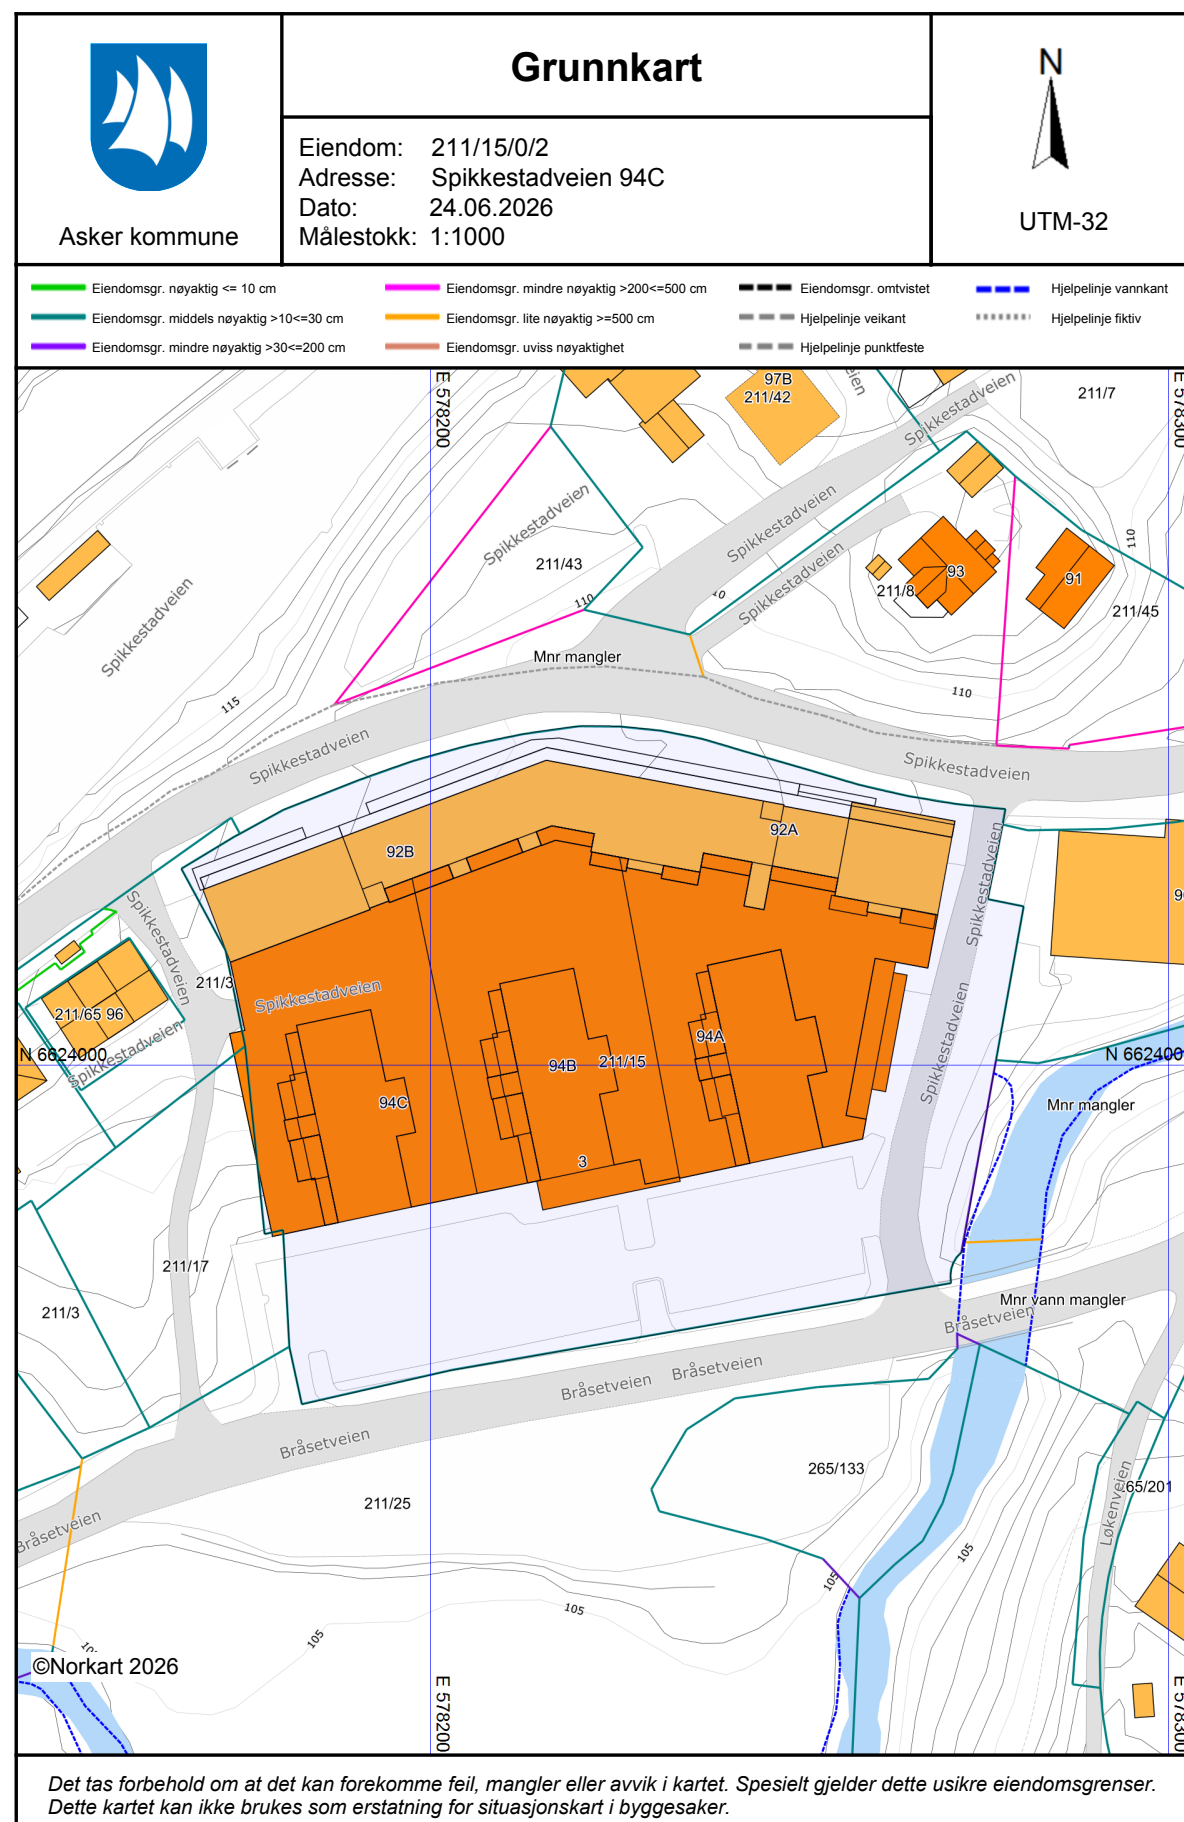 Grunnkart
Asker kommune
Eiendom: 211/15/0/2
Adresse: Spikkestadveien 94C
Dato: 24.06.2026
Målestokk: 1:1000
N
UTM-32
Eiendomsgr. nøyaktig <= 10 cm
Eiendomsgr. middels nøyaktig >10<=30 cm
Eiendomsgr. mindre nøyaktig >30<=200 cm
Eiendomsgr. mindre nøyaktig >200<=500 cm
Eiendomsgr. lite nøyaktig >=500 cm
Eiendomsgr. uviss nøyaktighet
Eiendomsgr. omtvistet
Hjelpelinje veikant
Hjelpelinje punktfeste
Hjelpelinje vannkant
Hjelpelinje fiktiv
E 578200
97B
211/42
Spikkestadveien
211/7
E 578300
Spikkestadveien
Spikkestadveien
110
211/43
Spikkestadveien
93
91
211/8
211/45
Spikkestadveien
110
Mnr mangler
115
110
Spikkestadveien
Spikkestadveien
92A
92B
Spikkestadveien
Spikkestadveien
211/3
Spikkestadveien
211/65 96
Spikkestadveien
94A
Spikkestadveien
N 6624000
94B
211/15
N 662400
94C
Mnr mangler
3
211/17
211/3
Mnr vann mangler
Bråsetveien
Bråsetveien
Bråsetveien
Bråsetveien
265/133
211/25
Løkenveien
65/201
Bråsetveien
105
105
105
105
©Norkart 2026
E 578200
E 578300
Det tas forbehold om at det kan forekomme feil, mangler eller avvik i kartet. Spesielt gjelder dette usikre eiendomsgrenser.
Dette kartet kan ikke brukes som erstatning for situasjonskart i byggesaker.